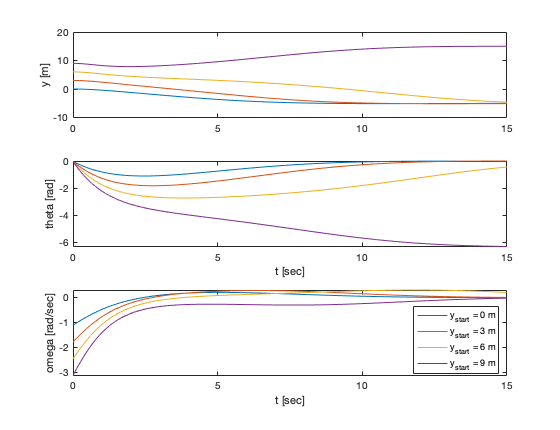 20
10
0
-10
y [m]
0 5 10 15
0
-2
-4
-6
theta [rad]
0 5 10 15
t [sec]
0
-1
-2
-3
omega [rad/sec]
0 5 10 15
t [sec]
y_start = 0 m
y_start = 3 m
y_start = 6 m
y_start = 9 m